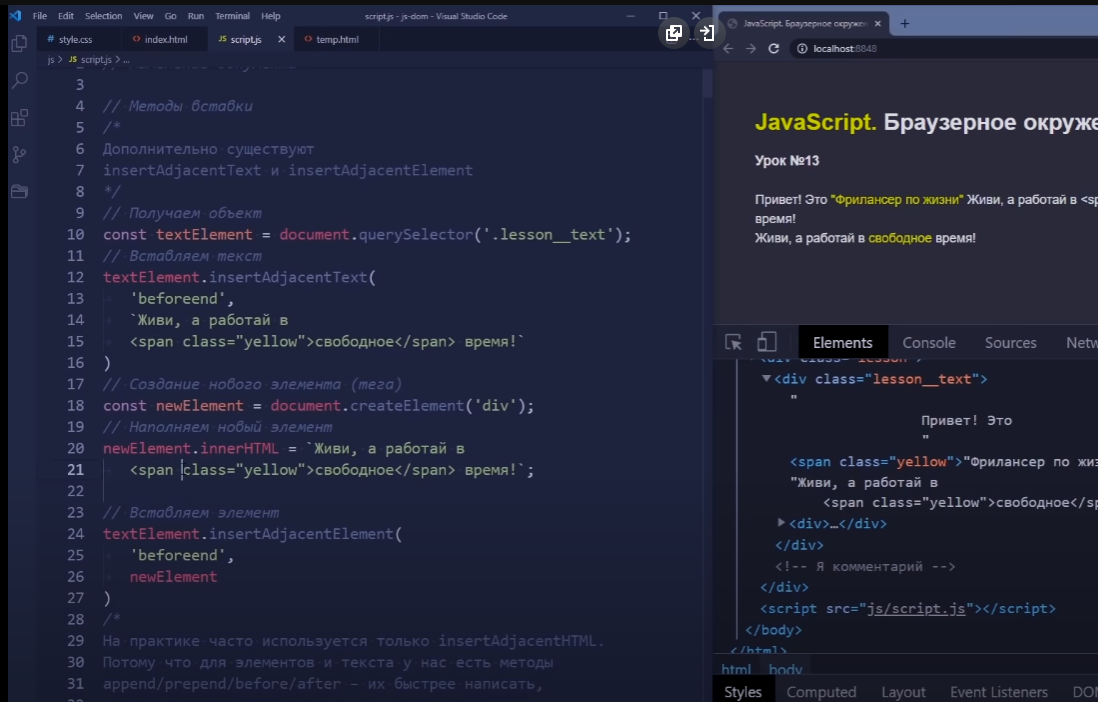 File Edit Selection View Go Run Terminal Help
script.js - js-dom - Visual Studio Code
# style.css
<> index.html
JS script.js
<> temp.html
js > JS script.js > ...
3
4 // Методы вставки
5 /*
6 Дополнительно существуют
7 insertAdjacentText и insertAdjacentElement
8 */
9 // Получаем объект
10 const textElement = document.querySelector('.lesson__text');
11 // Вставляем текст
12 textElement.insertAdjacentText(
13 'beforeend',
14 `Живи, а работай в
15 <span class="yellow">свободное</span> время!`
16 )
17 // Создание нового элемента (тега)
18 const newElement = document.createElement('div');
19 // Наполняем новый элемент
20 newElement.innerHTML = `Живи, а работай в
21 <span class="yellow">свободное</span> время!`;
22
23 // Вставляем элемент
24 textElement.insertAdjacentElement(
25 'beforeend',
26 newElement
27 )
28 /*
29 На практике часто используется только insertAdjacentHTML.
30 Потому что для элементов и текста у нас есть методы
31 append/prepend/before/after – их быстрее написать,
JavaScript. Браузерное окруже
localhost:8848
JavaScript. Браузерное окруже
Урок №13
Привет! Это "Фрилансер по жизни" Живи, а работай в <sp
время!
Живи, а работай в свободное время!
Elements Console Sources Netw
<div class="lesson">
<div class="lesson__text">
"
Привет! Это
"
<span class="yellow">"Фрилансер по жиз
"Живи, а работай в
<span class="yellow">свободное</sp
<div>…</div>
</div>
<!-- Я комментарий -->
</div>
<script src="js/script.js"></script>
</body>
</html>
html body
Styles Computed Layout Event Listeners DO